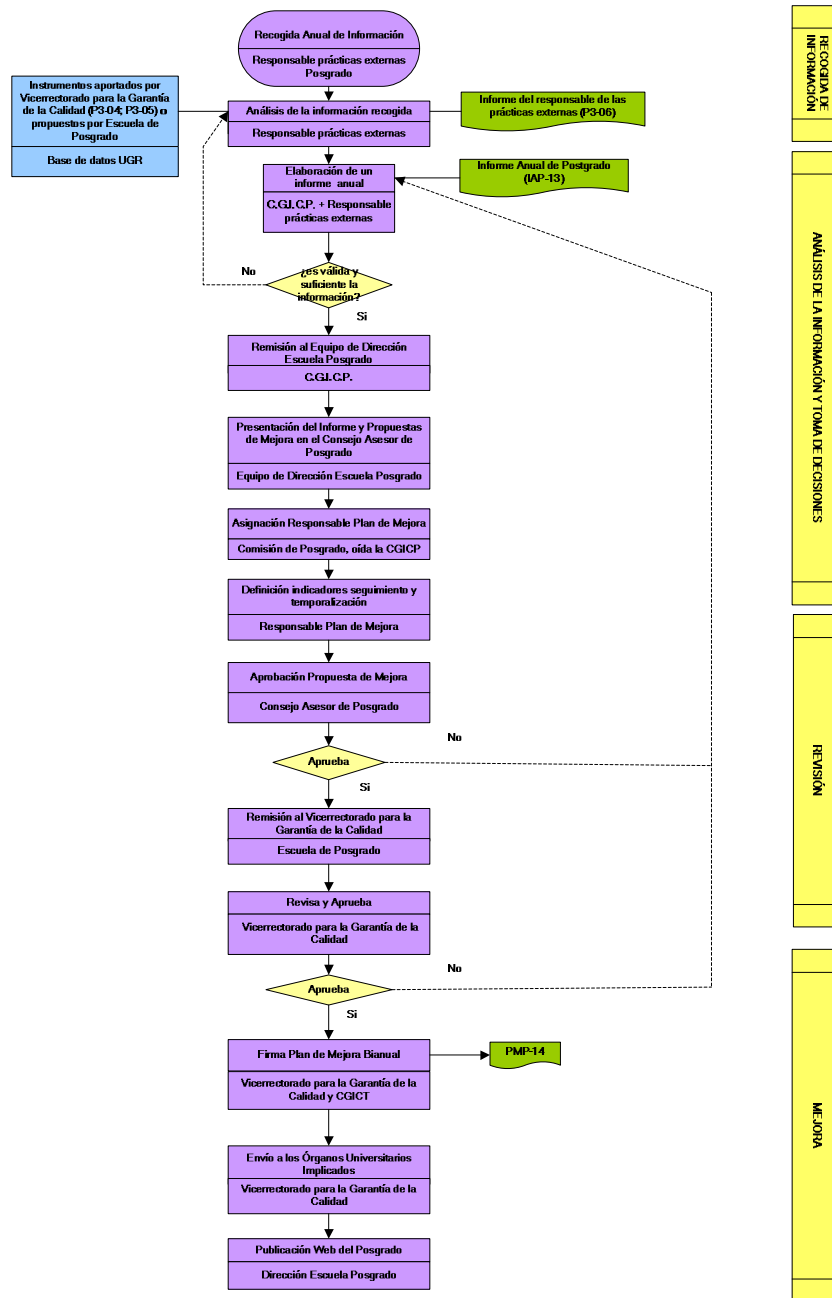 Recogida Anual de Información
Responsable prácticas externas
Posgrado
Instrumentos aportados por
Vicerrectorado para la Garantía
de la Calidad (P3-04; P3-05) o
propuestos por Escuela de
Posgrado
Base de datos UGR
Análisis de la información recogida
Responsable prácticas externas
Informe del responsable de las
prácticas externas (P3-06)
Elaboración de un
informe anual
C.G.I.C.P. + Responsable
prácticas externas
Informe Anual de Postgrado
(IAP-13)
No
¿es válida y
suficiente la
información?
Si
Remisión al Equipo de Dirección
Escuela Posgrado
C.G.I.C.P.
Presentación del Informe y Propuestas
de Mejora en el Consejo Asesor de
Posgrado
Equipo de Dirección Escuela Posgrado
Asignación Responsable Plan de Mejora
Comisión de Posgrado, oída la CGICP
Definición indicadores seguimiento y
temporalización
Responsable Plan de Mejora
Aprobación Propuesta de Mejora
Consejo Asesor de Posgrado
No
Aprueba
Si
Remisión al Vicerrectorado para la
Garantía de la Calidad
Escuela de Posgrado
Revisa y Aprueba
Vicerrectorado para la Garantía de la
Calidad
No
Aprueba
Si
Firma Plan de Mejora Bianual
Vicerrectorado para la Garantía de la
Calidad y CGICT
PMP-14
Envío a los Órganos Universitarios
Implicados
Vicerrectorado para la Garantía de la
Calidad
Publicación Web del Posgrado
Dirección Escuela Posgrado
RECOGIDA DE
INFORMACIÓN
ANÁLISIS DE LA INFORMACIÓN Y TOMA DE DECISIONES
REVISIÓN
MEJORA